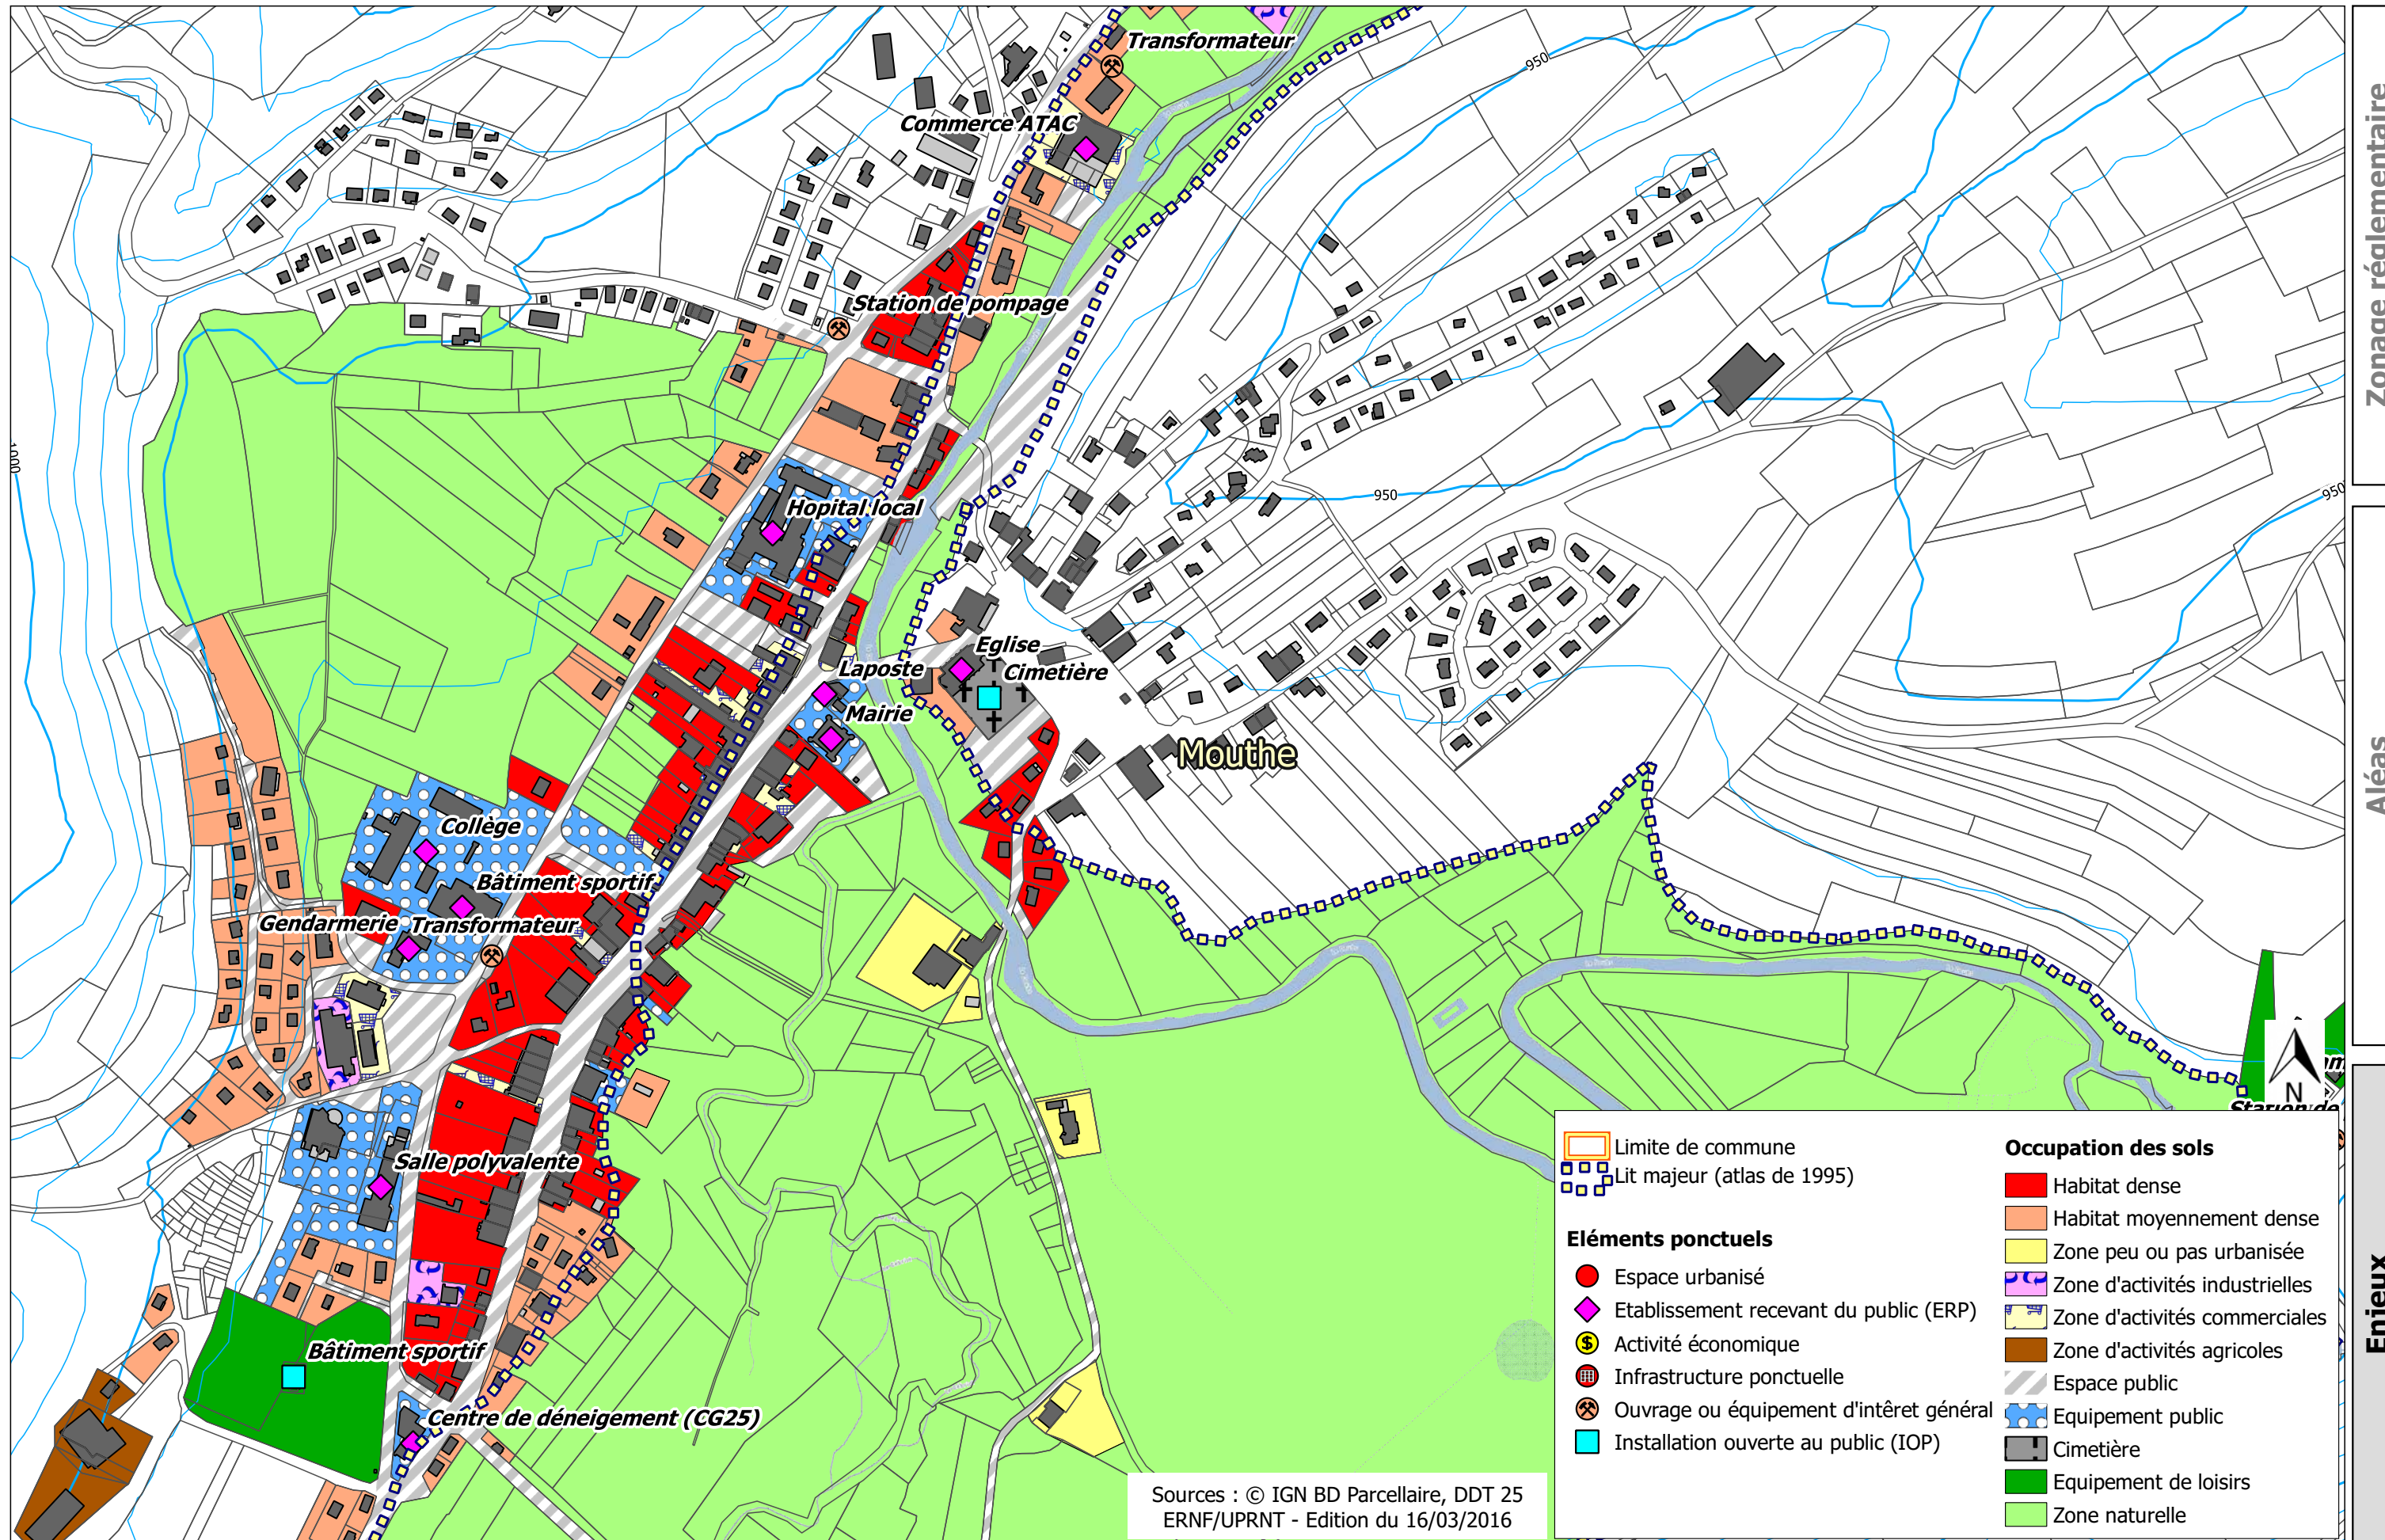 Transformateur
950
Commerce ATAC
Station de pompage
1000
Hopital local
950
950
Eglise
Laposte
Cimetière
Mairie
Mouthe
Collège
Bâtiment sportif
Gendarmerie
Transformateur
Salle polyvalente
Bâtiment sportif
Centre de déneigement (CG25)
Station de
N
Zonage réglementaire
Aléas
Enjeux
Limite de commune
Lit majeur (atlas de 1995)
Eléments ponctuels
Espace urbanisé
Etablissement recevant du public (ERP)
Activité économique
Infrastructure ponctuelle
Ouvrage ou équipement d'intêret général
Installation ouverte au public (IOP)
Occupation des sols
Habitat dense
Habitat moyennement dense
Zone peu ou pas urbanisée
Zone d'activités industrielles
Zone d'activités commerciales
Zone d'activités agricoles
Espace public
Equipement public
Cimetière
Equipement de loisirs
Zone naturelle
Sources : © IGN BD Parcellaire, DDT 25
ERNF/UPRNT - Edition du 16/03/2016